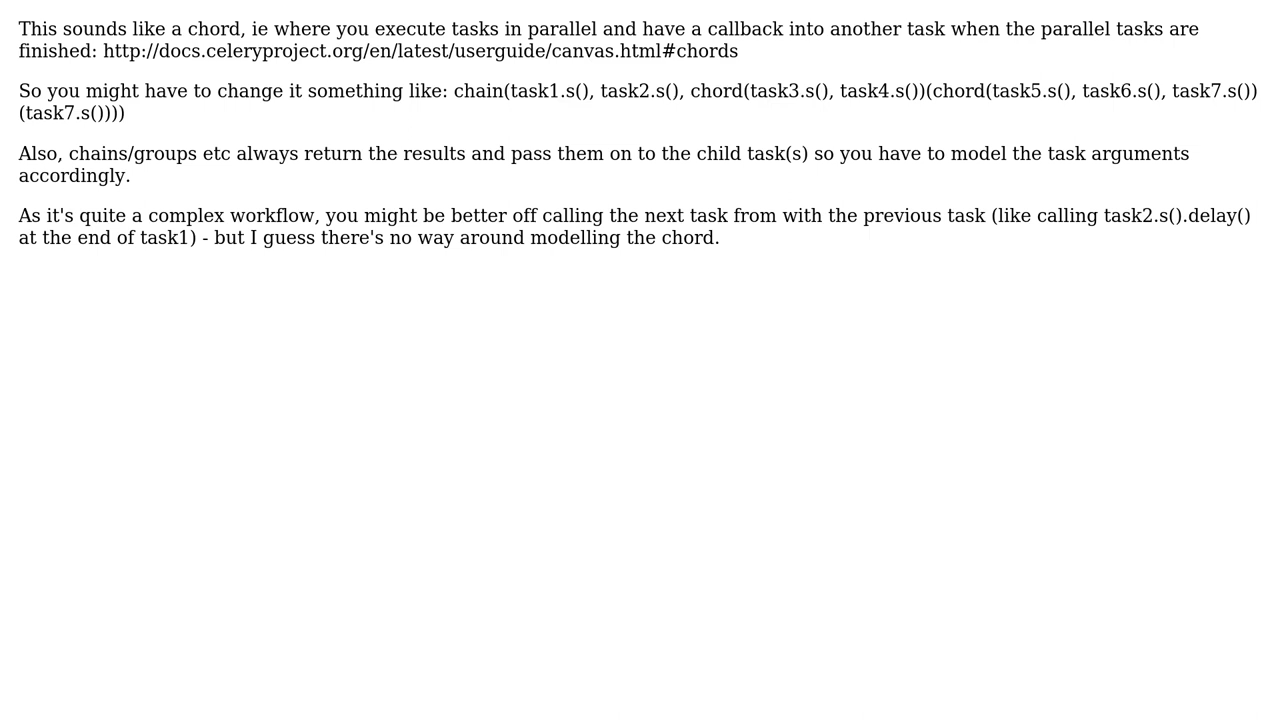 This sounds like a chord, ie where you execute tasks in parallel and have a callback into another task when the parallel tasks are
finished: http://docs.celeryproject.org/en/latest/userguide/canvas.html#chords
So you might have to change it something like: chain(task1.s(), task2.s(), chord(task3.s(), task4.s())(chord(task5.s(), task6.s(), task7.s())
(task7.s())))
Also, chains/groups etc always return the results and pass them on to the child task(s) so you have to model the task arguments
accordingly.
As it's quite a complex workflow, you might be better off calling the next task from with the previous task (like calling task2.s().delay()
at the end of task1) - but I guess there's no way around modelling the chord.